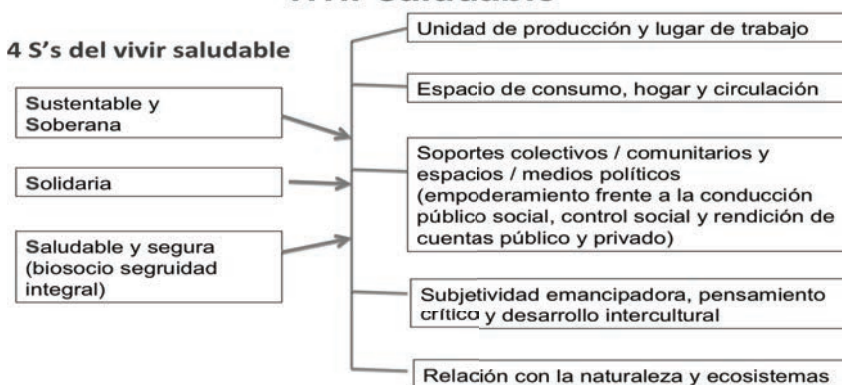 4 S’s del vivir saludable
Sustentable y
Soberana
Solidaria
Saludable y segura
(biosocio segruidad
integral)
Unidad de producción y lugar de trabajo
Espacio de consumo, hogar y circulación
Soportes colectivos / comunitarios y
espacios / medios políticos
(empoderamiento frente a la conducción
público social, control social y rendición de
cuentas público y privado)
Subjetividad emancipadora, pensamiento
crítico y desarrollo intercultural
Relación con la naturaleza y ecosistemas